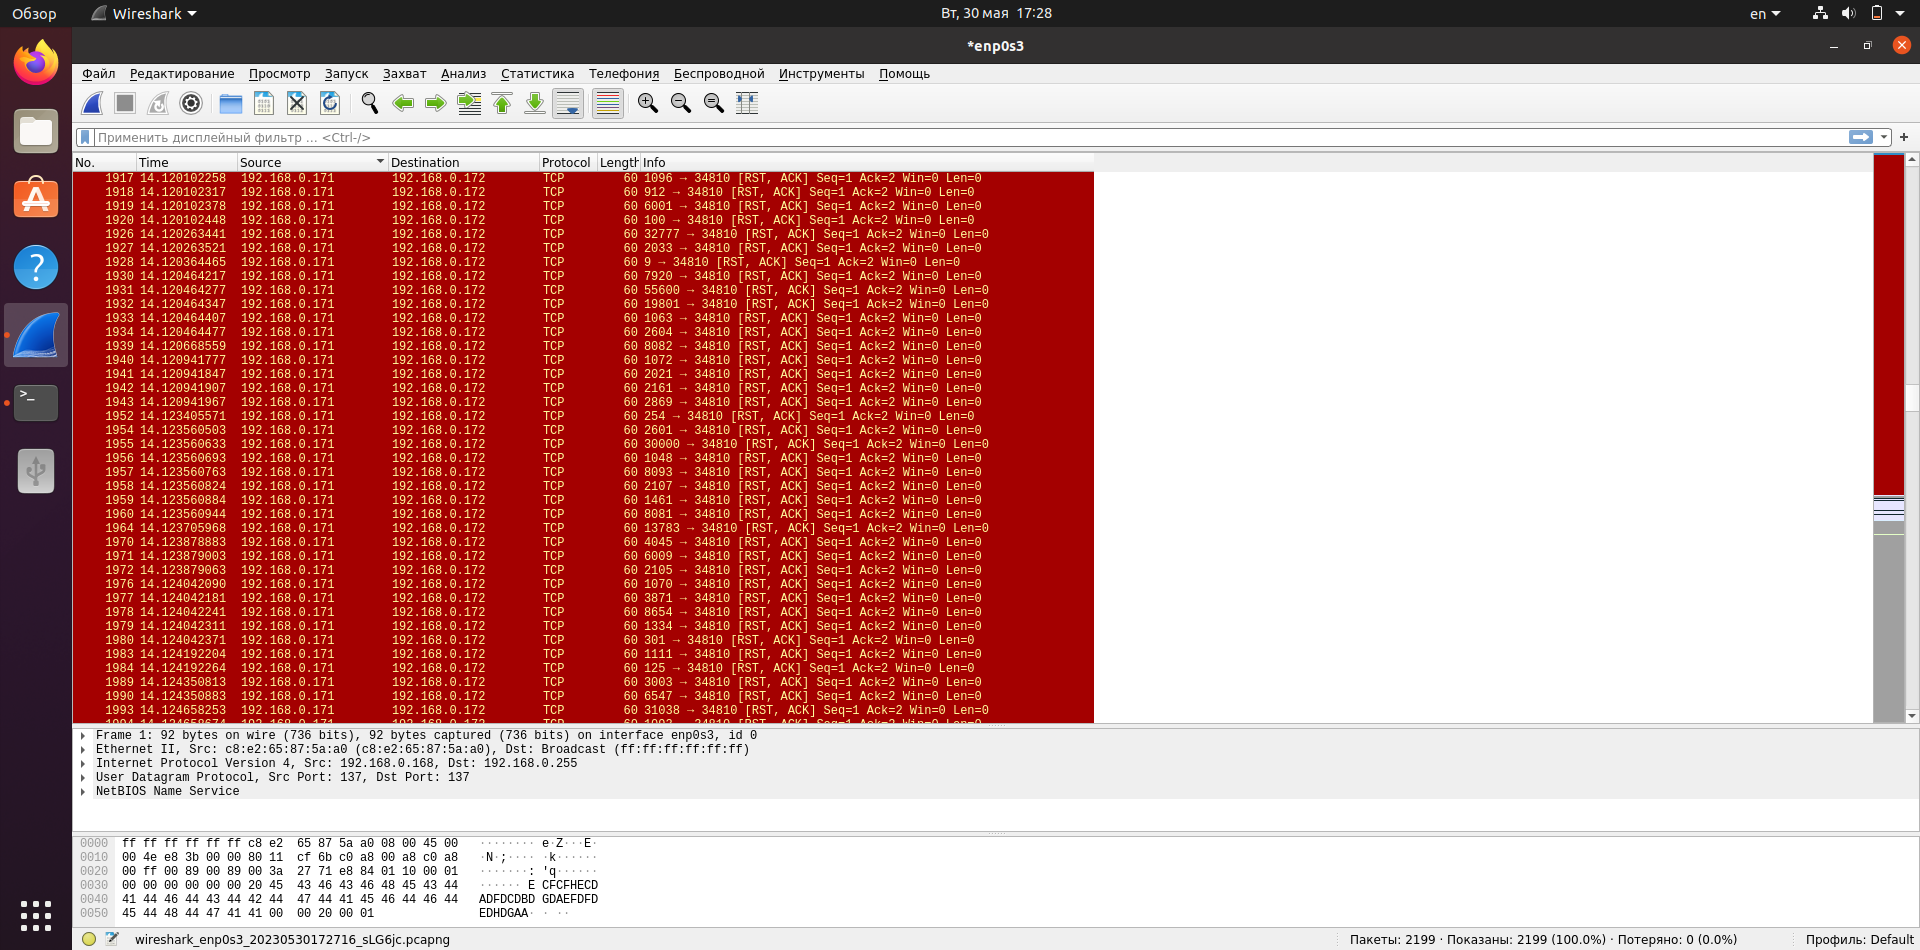 Обзор Wireshark Вт, 30 мая 17:28 en
*enp0s3
Файл Редактирование Просмотр Запуск Захват Анализ Статистика Телефония Беспроводной Инструменты Помощь
Применить дисплейный фильтр ... <Ctrl-/>
No. Time Source Destination Protocol Length Info
1917 14.120102258 192.168.0.171 192.168.0.172 TCP 60 1096 → 34810 [RST, ACK] Seq=1 Ack=2 Win=0 Len=0
1918 14.120102317 192.168.0.171 192.168.0.172 TCP 60 912 → 34810 [RST, ACK] Seq=1 Ack=2 Win=0 Len=0
1919 14.120102378 192.168.0.171 192.168.0.172 TCP 60 6001 → 34810 [RST, ACK] Seq=1 Ack=2 Win=0 Len=0
1920 14.120102448 192.168.0.171 192.168.0.172 TCP 60 100 → 34810 [RST, ACK] Seq=1 Ack=2 Win=0 Len=0
1926 14.120263441 192.168.0.171 192.168.0.172 TCP 60 32777 → 34810 [RST, ACK] Seq=1 Ack=2 Win=0 Len=0
1927 14.120263521 192.168.0.171 192.168.0.172 TCP 60 2033 → 34810 [RST, ACK] Seq=1 Ack=2 Win=0 Len=0
1928 14.120364465 192.168.0.171 192.168.0.172 TCP 60 9 → 34810 [RST, ACK] Seq=1 Ack=2 Win=0 Len=0
1930 14.120464217 192.168.0.171 192.168.0.172 TCP 60 7920 → 34810 [RST, ACK] Seq=1 Ack=2 Win=0 Len=0
1931 14.120464277 192.168.0.171 192.168.0.172 TCP 60 55600 → 34810 [RST, ACK] Seq=1 Ack=2 Win=0 Len=0
1932 14.120464347 192.168.0.171 192.168.0.172 TCP 60 19801 → 34810 [RST, ACK] Seq=1 Ack=2 Win=0 Len=0
1933 14.120464407 192.168.0.171 192.168.0.172 TCP 60 1063 → 34810 [RST, ACK] Seq=1 Ack=2 Win=0 Len=0
1934 14.120464477 192.168.0.171 192.168.0.172 TCP 60 2604 → 34810 [RST, ACK] Seq=1 Ack=2 Win=0 Len=0
1939 14.120668559 192.168.0.171 192.168.0.172 TCP 60 8082 → 34810 [RST, ACK] Seq=1 Ack=2 Win=0 Len=0
1940 14.120941777 192.168.0.171 192.168.0.172 TCP 60 1072 → 34810 [RST, ACK] Seq=1 Ack=2 Win=0 Len=0
1941 14.120941847 192.168.0.171 192.168.0.172 TCP 60 2021 → 34810 [RST, ACK] Seq=1 Ack=2 Win=0 Len=0
1942 14.120941907 192.168.0.171 192.168.0.172 TCP 60 2161 → 34810 [RST, ACK] Seq=1 Ack=2 Win=0 Len=0
1943 14.120941967 192.168.0.171 192.168.0.172 TCP 60 2869 → 34810 [RST, ACK] Seq=1 Ack=2 Win=0 Len=0
1952 14.123405571 192.168.0.171 192.168.0.172 TCP 60 254 → 34810 [RST, ACK] Seq=1 Ack=2 Win=0 Len=0
1954 14.123560503 192.168.0.171 192.168.0.172 TCP 60 2601 → 34810 [RST, ACK] Seq=1 Ack=2 Win=0 Len=0
1955 14.123560633 192.168.0.171 192.168.0.172 TCP 60 30000 → 34810 [RST, ACK] Seq=1 Ack=2 Win=0 Len=0
1956 14.123560693 192.168.0.171 192.168.0.172 TCP 60 1048 → 34810 [RST, ACK] Seq=1 Ack=2 Win=0 Len=0
1957 14.123560763 192.168.0.171 192.168.0.172 TCP 60 8093 → 34810 [RST, ACK] Seq=1 Ack=2 Win=0 Len=0
1958 14.123560824 192.168.0.171 192.168.0.172 TCP 60 2107 → 34810 [RST, ACK] Seq=1 Ack=2 Win=0 Len=0
1959 14.123560884 192.168.0.171 192.168.0.172 TCP 60 1461 → 34810 [RST, ACK] Seq=1 Ack=2 Win=0 Len=0
1960 14.123560944 192.168.0.171 192.168.0.172 TCP 60 8081 → 34810 [RST, ACK] Seq=1 Ack=2 Win=0 Len=0
1964 14.123705968 192.168.0.171 192.168.0.172 TCP 60 13783 → 34810 [RST, ACK] Seq=1 Ack=2 Win=0 Len=0
1970 14.123878883 192.168.0.171 192.168.0.172 TCP 60 4045 → 34810 [RST, ACK] Seq=1 Ack=2 Win=0 Len=0
1971 14.123879003 192.168.0.171 192.168.0.172 TCP 60 6009 → 34810 [RST, ACK] Seq=1 Ack=2 Win=0 Len=0
1972 14.123879063 192.168.0.171 192.168.0.172 TCP 60 2105 → 34810 [RST, ACK] Seq=1 Ack=2 Win=0 Len=0
1976 14.124042090 192.168.0.171 192.168.0.172 TCP 60 1070 → 34810 [RST, ACK] Seq=1 Ack=2 Win=0 Len=0
1977 14.124042181 192.168.0.171 192.168.0.172 TCP 60 3871 → 34810 [RST, ACK] Seq=1 Ack=2 Win=0 Len=0
1978 14.124042241 192.168.0.171 192.168.0.172 TCP 60 8654 → 34810 [RST, ACK] Seq=1 Ack=2 Win=0 Len=0
1979 14.124042311 192.168.0.171 192.168.0.172 TCP 60 1334 → 34810 [RST, ACK] Seq=1 Ack=2 Win=0 Len=0
1980 14.124042371 192.168.0.171 192.168.0.172 TCP 60 301 → 34810 [RST, ACK] Seq=1 Ack=2 Win=0 Len=0
1983 14.124192204 192.168.0.171 192.168.0.172 TCP 60 1111 → 34810 [RST, ACK] Seq=1 Ack=2 Win=0 Len=0
1984 14.124192264 192.168.0.171 192.168.0.172 TCP 60 125 → 34810 [RST, ACK] Seq=1 Ack=2 Win=0 Len=0
1989 14.124350813 192.168.0.171 192.168.0.172 TCP 60 3003 → 34810 [RST, ACK] Seq=1 Ack=2 Win=0 Len=0
1990 14.124350883 192.168.0.171 192.168.0.172 TCP 60 6547 → 34810 [RST, ACK] Seq=1 Ack=2 Win=0 Len=0
1993 14.124658253 192.168.0.171 192.168.0.172 TCP 60 31038 → 34810 [RST, ACK] Seq=1 Ack=2 Win=0 Len=0
Frame 1: 92 bytes on wire (736 bits), 92 bytes captured (736 bits) on interface enp0s3, id 0
Ethernet II, Src: c8:e2:65:87:5a:a0 (c8:e2:65:87:5a:a0), Dst: Broadcast (ff:ff:ff:ff:ff:ff)
Internet Protocol Version 4, Src: 192.168.0.168, Dst: 192.168.0.255
User Datagram Protocol, Src Port: 137, Dst Port: 137
NetBIOS Name Service
0000 ff ff ff ff ff ff c8 e2 65 87 5a a0 08 00 45 00 ········ e·Z···E·
0010 00 4e e8 3b 00 00 80 11 cf 6b c0 a8 00 a8 c0 a8 ·N·;···· ·k······
0020 00 ff 00 89 00 89 00 3a 27 71 e8 84 01 10 00 01 ·······: 'q······
0030 00 00 00 00 00 00 20 45 43 46 43 46 48 45 43 44 ······ E CFCFHECD
0040 41 44 46 44 43 44 42 44 47 44 41 45 46 44 46 44 ADFDCDBD GDAEFDFD
0050 45 44 48 44 47 41 41 00 00 20 00 01 EDHDGAA· · ··
wireshark_enp0s3_20230530172716_sLG6jc.pcapng Пакеты: 2199 · Показаны: 2199 (100.0%) · Потеряно: 0 (0.0%) Профиль: Default